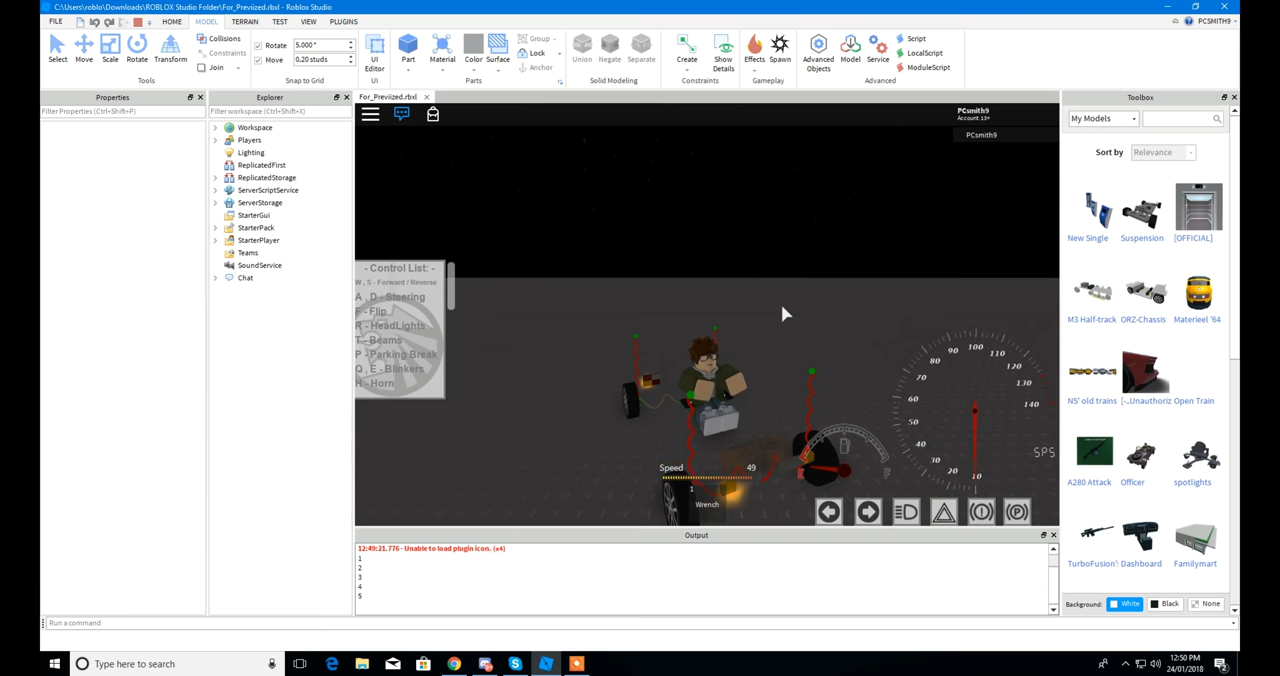 C:\Users\roblo\Downloads\ROBLOX Studio Folder\For_Previized.rbxl - Roblox Studio
FILE HOME MODEL TERRAIN TEST VIEW PLUGINS PCSMITH9
Select Move Scale Rotate Transform
Collisions
Constraints
Join
Tools
Rotate 5.000°
Move 0.20 studs
Snap to Grid
UI Editor
UI
Part Material Color Surface
Group
Lock
Anchor
Parts
Union Negate Separate
Solid Modeling
Create Show Details
Constraints
Effects Spawn
Gameplay
Advanced Objects Model Service
Script
LocalScript
ModuleScript
Advanced
Properties
Filter Properties (Ctrl+Shift+P)
Explorer
Filter workspace (Ctrl+Shift+X)
Workspace
Players
Lighting
ReplicatedFirst
ReplicatedStorage
ServerScriptService
ServerStorage
StarterGui
StarterPack
StarterPlayer
Teams
SoundService
Chat
For_Previized.rbxl
PCsmith9
Account: 13+
PCsmith9
- Control List: -
W , S - Forward / Reverse
A , D - Steering
F - Flip
R - HeadLights
T - Beams
P - Parking Break
Q , E - Blinkers
H - Horn
Speed 49
1
Wrench
10 20 30 40 50 60 70 80 90 100 110 120 130 140
SPS
Output
12:49:21.776 - Unable to load plugin icon. (x4)
1
2
3
4
5
Run a command
Toolbox
My Models
Sort by Relevance
New Single Suspension [OFFICIAL]
M3 Half-track ORZ-Chassis Materieel '64
NS' old trains [-..Unauthoriz Open Train
A280 Attack Officer spotlights
TurboFusion': Dashboard Familymart
Background: White Black None
Type here to search
12:50 PM
24/01/2018
2